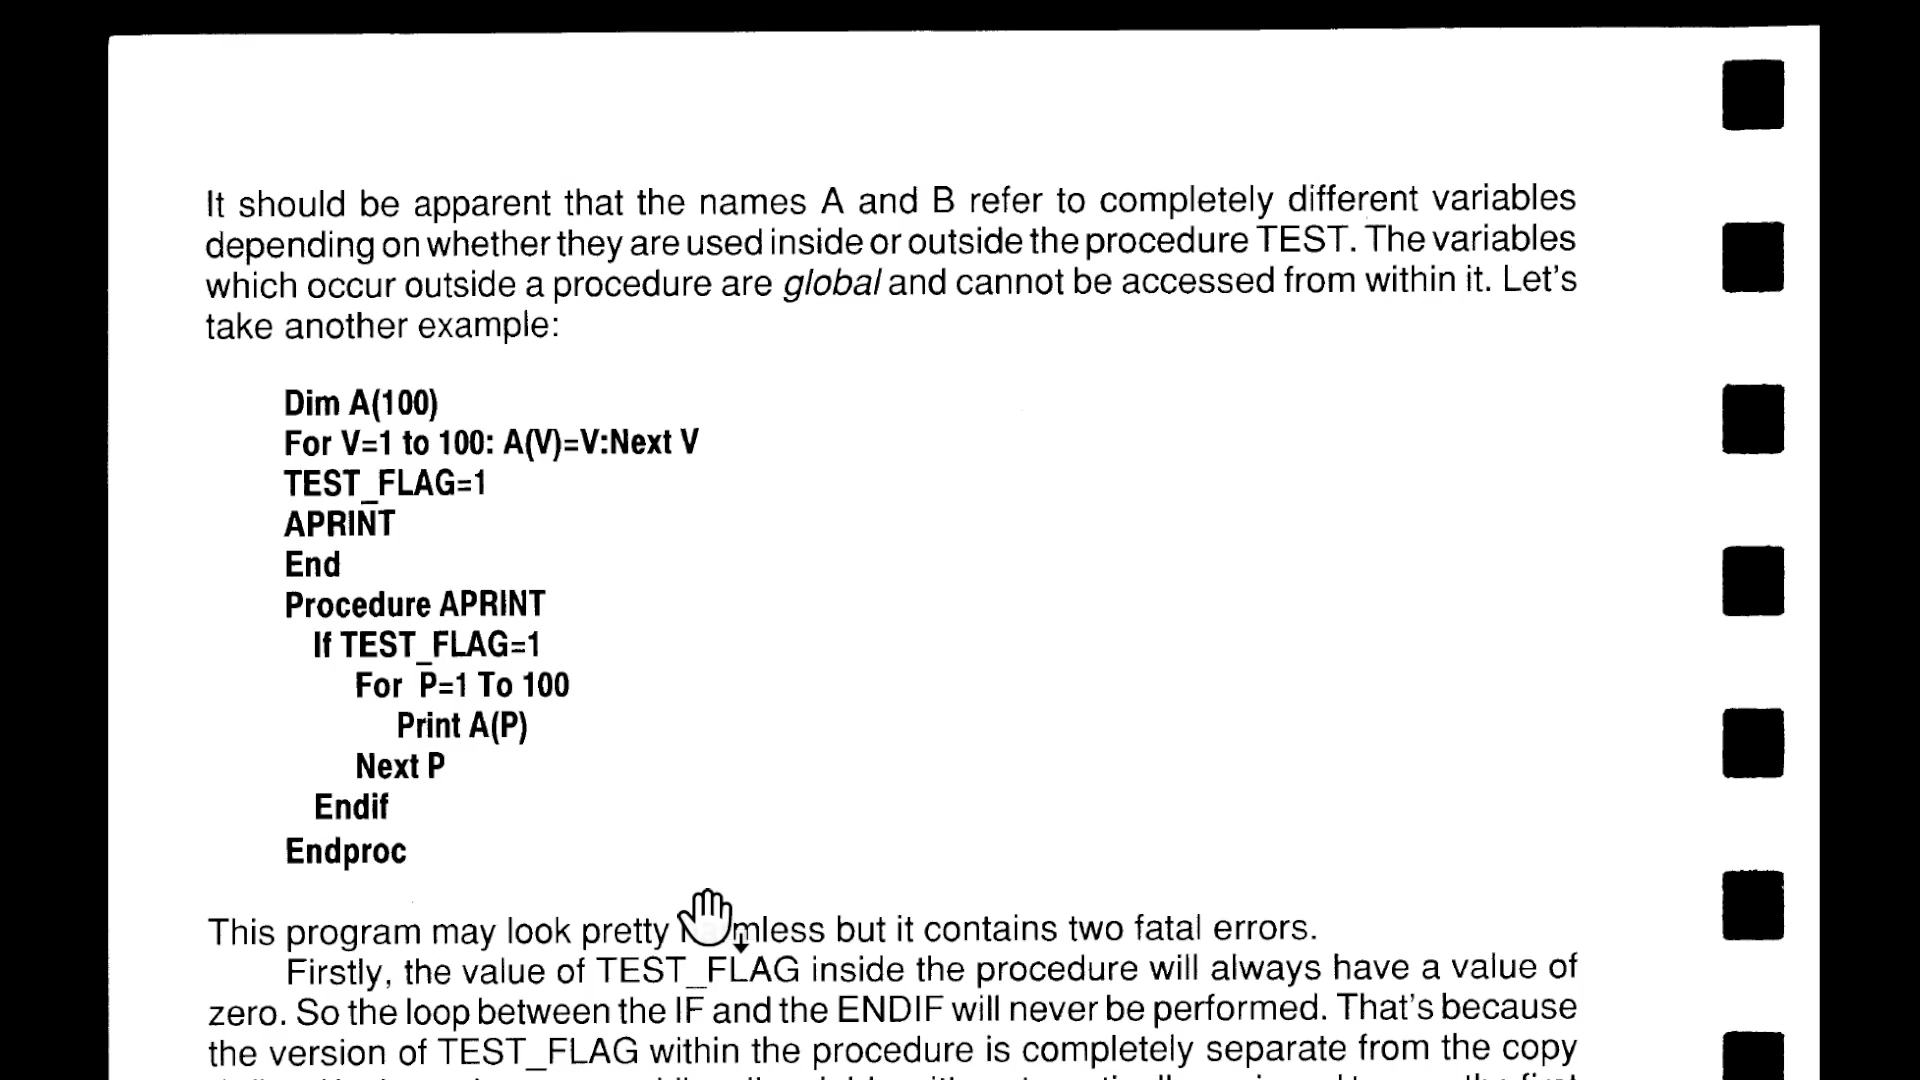 It should be apparent that the names A and B refer to completely different variables
depending on whether they are used inside or outside the procedure TEST. The variables
which occur outside a procedure are global and cannot be accessed from within it. Let's
take another example:
Dim A(100)
For V=1 to 100: A(V)=V:Next V
TEST_FLAG=1
APRINT
End
Procedure APRINT
If TEST_FLAG=1
For P=1 To 100
Print A(P)
Next P
Endif
Endproc
This program may look pretty but it contains two fatal errors.
Firstly, the value of TEST_FLAG inside the procedure will always have a value of
zero. So the loop between the IF and the ENDIF will never be performed. That's because
the version of TEST_FLAG within the procedure is completely separate from the copy